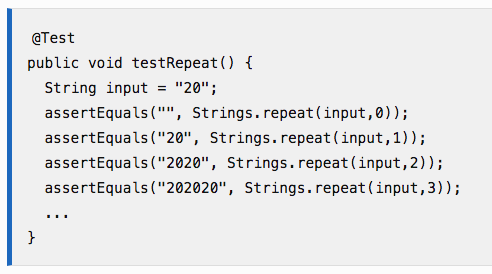 @Test
public void testRepeat() {
  String input = "20";
  assertEquals("", Strings.repeat(input,0));
  assertEquals("20", Strings.repeat(input,1));
  assertEquals("2020", Strings.repeat(input,2));
  assertEquals("202020", Strings.repeat(input,3));
  ...
}